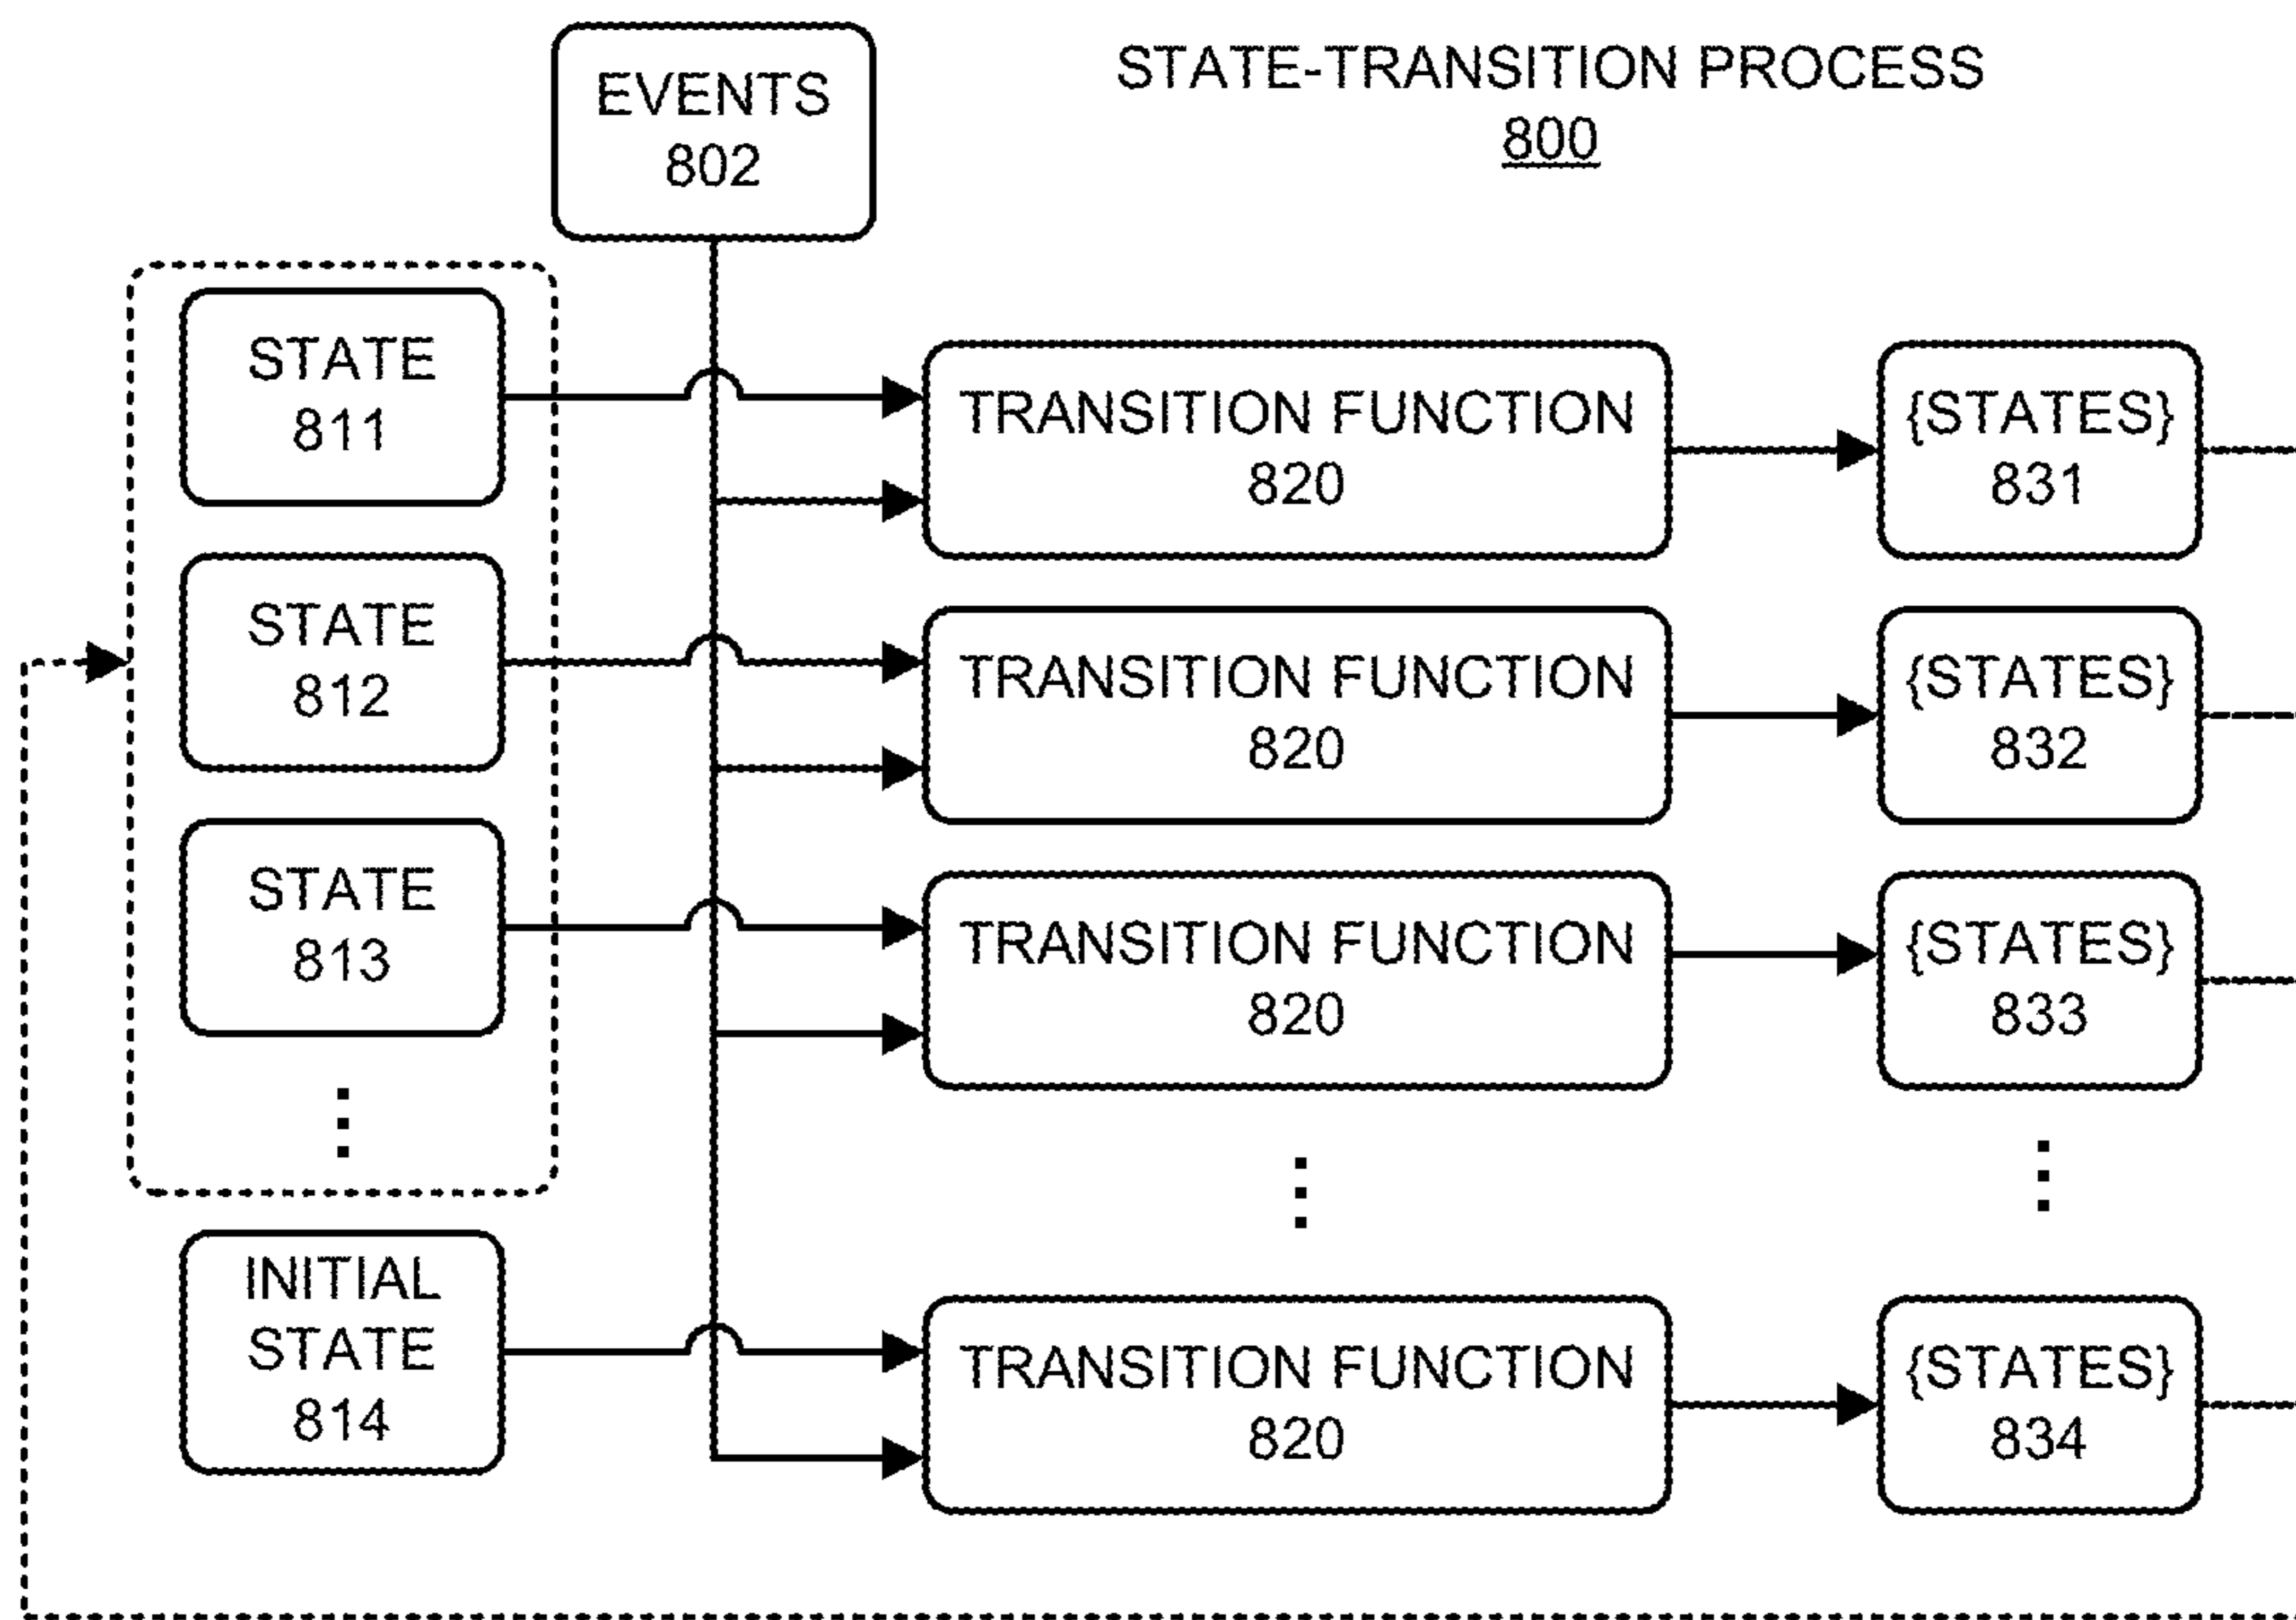 EVENTS
802
STATE-TRANSITION PROCESS
800
STATE
811
TRANSITION FUNCTION
820
{STATES}
831
STATE
812
TRANSITION FUNCTION
820
{STATES}
832
STATE
813
TRANSITION FUNCTION
820
{STATES}
833
INITIAL
STATE
814
TRANSITION FUNCTION
820
{STATES}
834